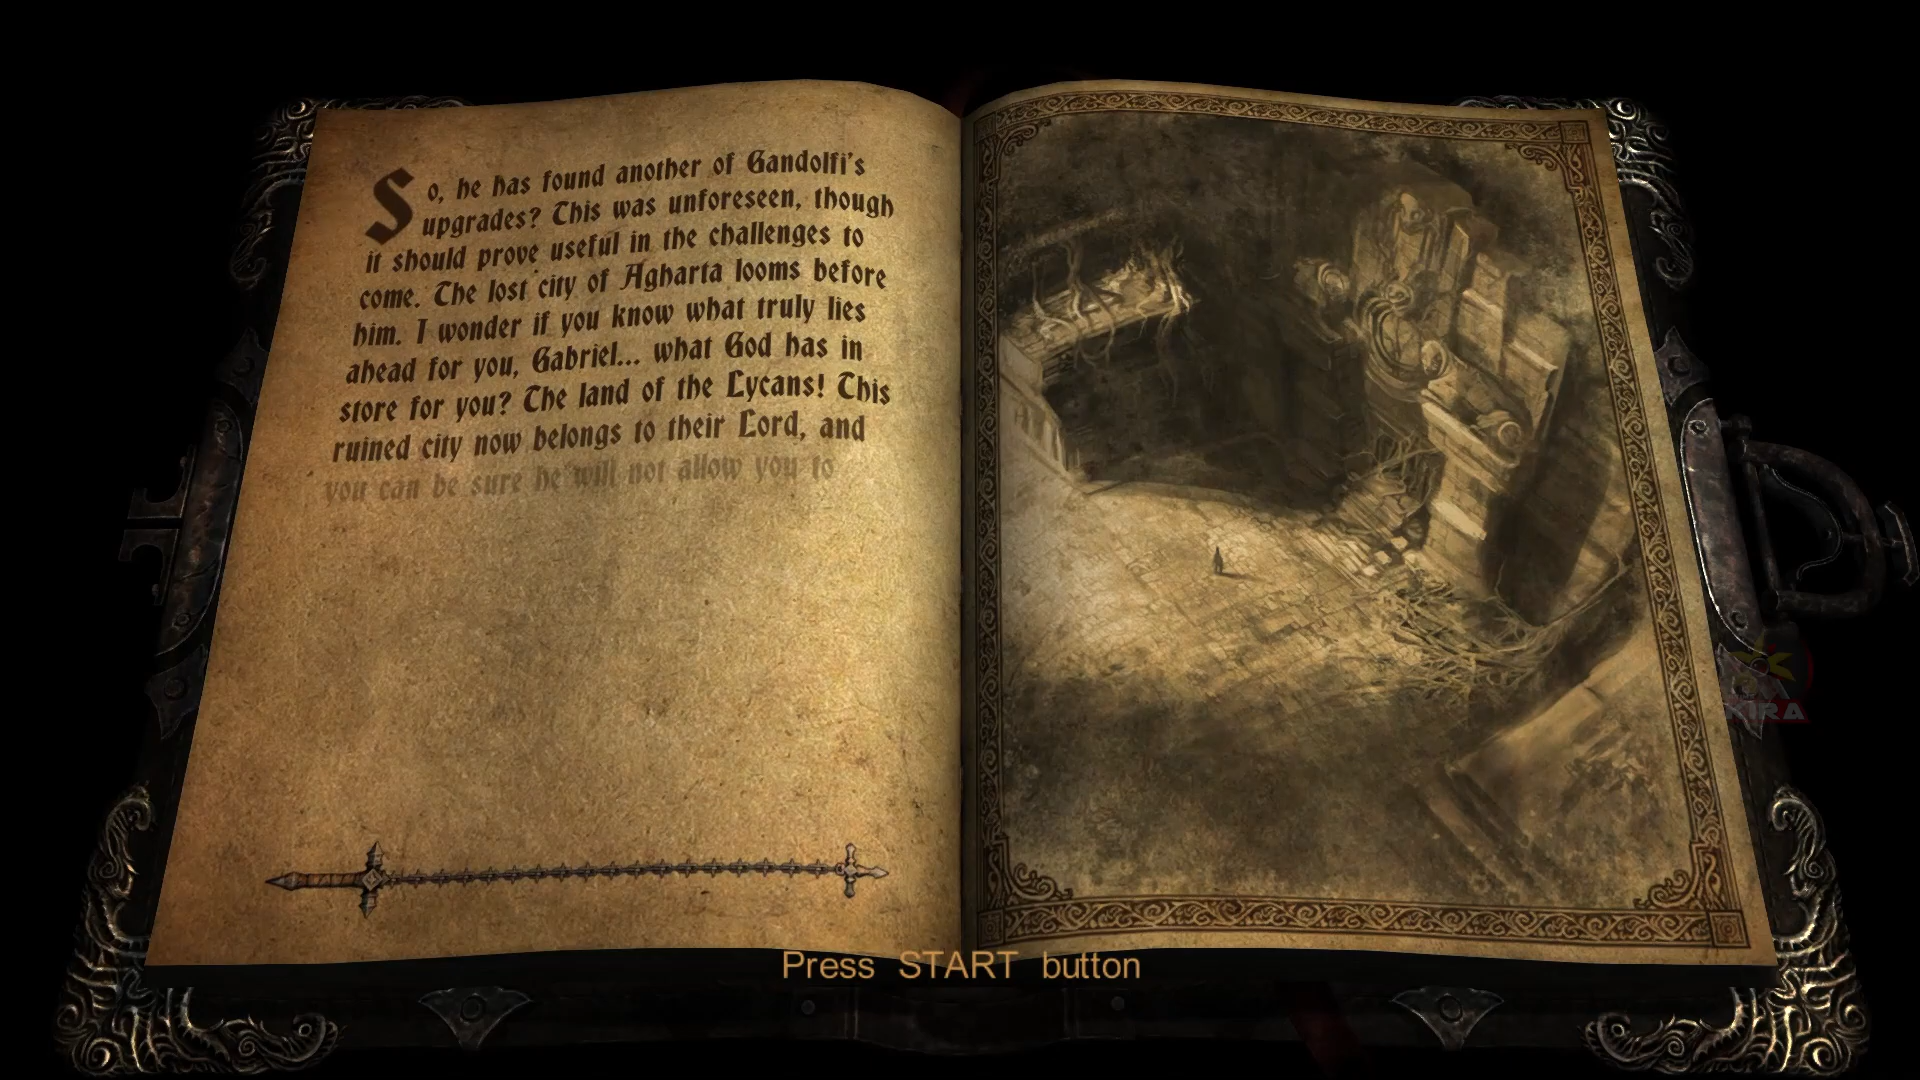 So, he has found another of Gandolfi's
upgrades? This was unforeseen, though
it should prove useful in the challenges to
come. The lost city of Agharta looms before
him. I wonder if you know what truly lies
ahead for you, Gabriel... what God has in
store for you? The land of the Lycans! This
ruined city now belongs to their Lord, and
you can be sure he will not allow you to
Press START button
KIRA